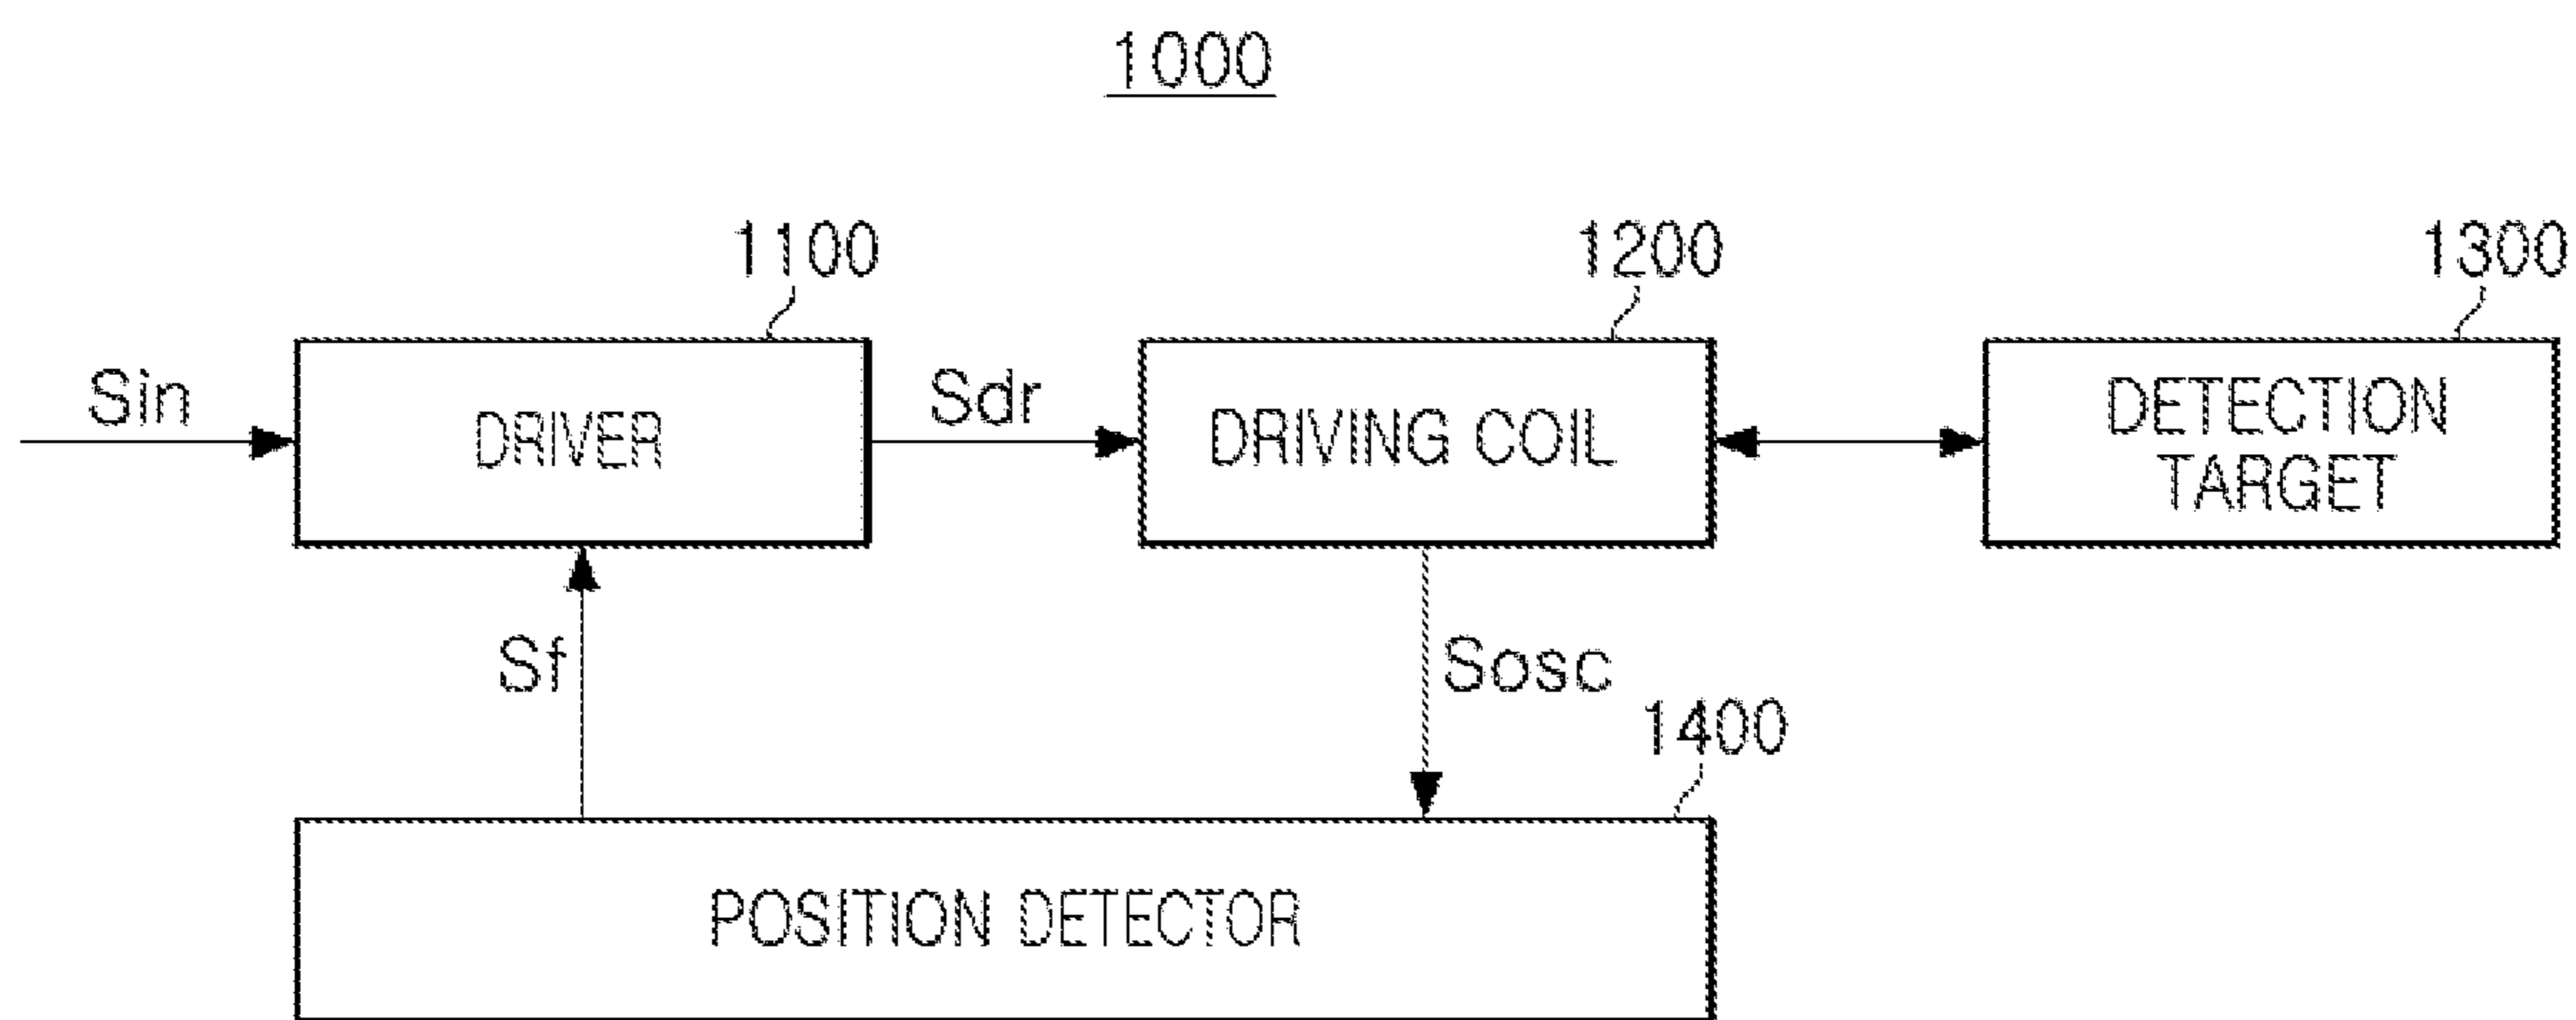 1000
1100
1200
1300
Sin
DRIVER
Sdr
DRIVING COIL
DETECTION
TARGET
Sf
Sosc
1400
POSITION DETECTOR